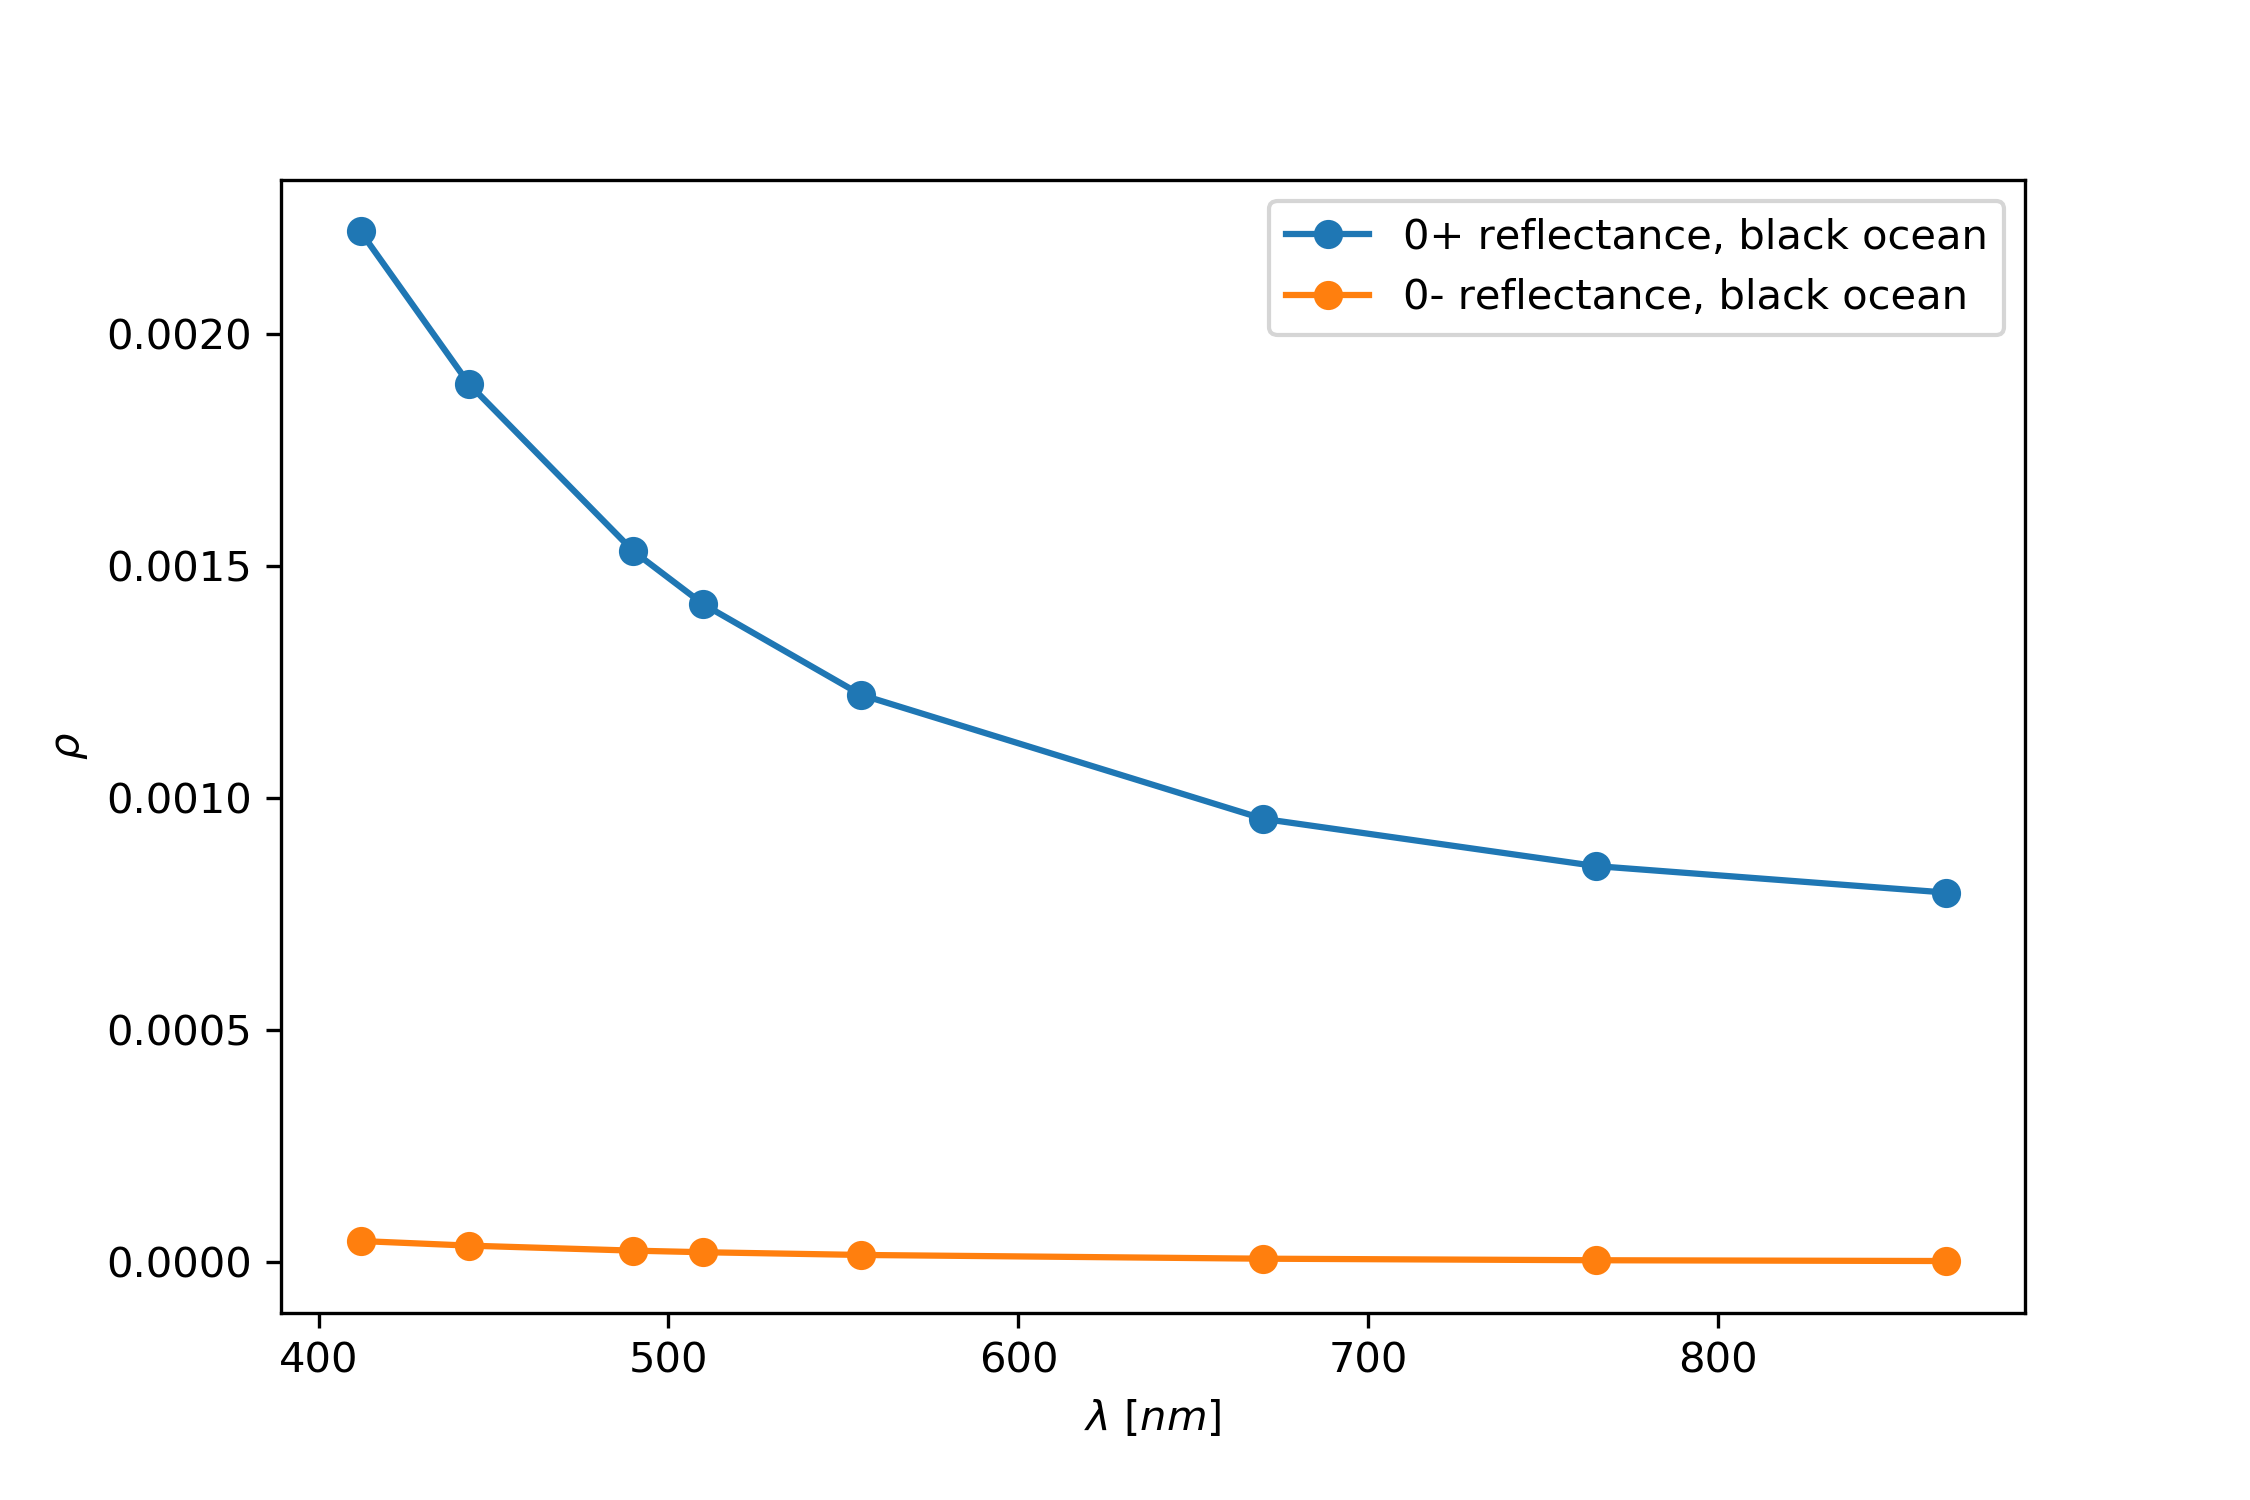 0+ reflectance, black ocean
0- reflectance, black ocean
0.0020
0.0015
0.0010
0.0005
0.0000
ρ
400 500 600 700 800
λ [nm]